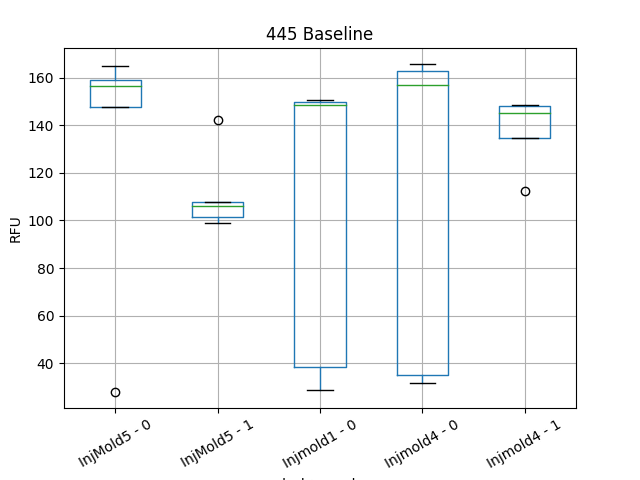 445 Baseline
160
140
120
100
80
60
40
RFU
InjMold5 - 0
InjMold5 - 1
Injmold1 - 0
Injmold4 - 0
Injmold4 - 1